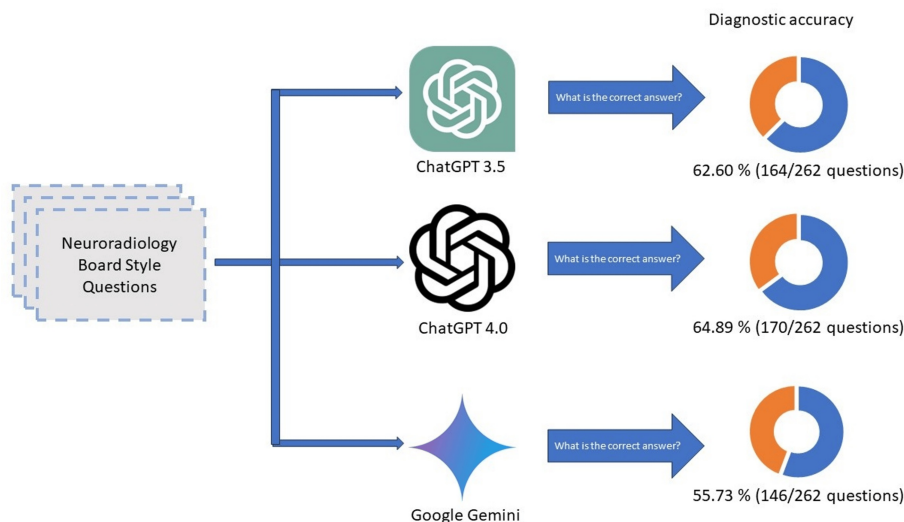 Diagnostic accuracy
What is the correct answer?
ChatGPT 3.5
62.60 % (164/262 questions)
Neuroradiology
Board Style
Questions
What is the correct answer?
ChatGPT 4.0
64.89 % (170/262 questions)
What is the correct answer?
Google Gemini
55.73 % (146/262 questions)